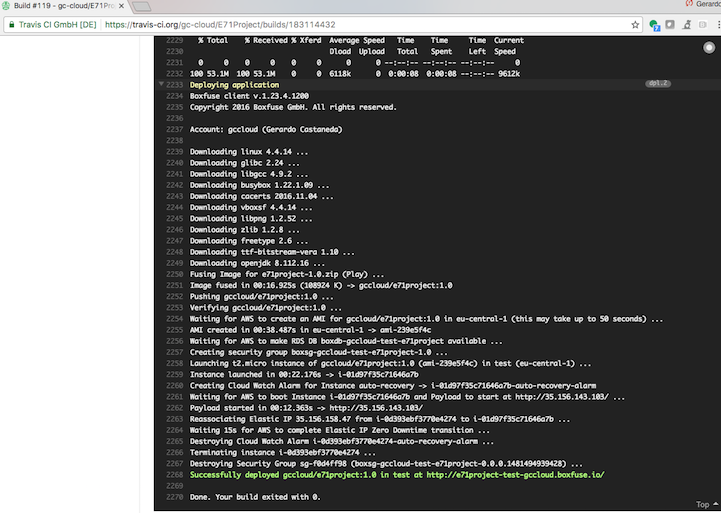 Build #119 - gc-cloud/E71Pro
Gerardo
Travis CI GmbH [DE]
https://travis-ci.org/gc-cloud/E71Project/builds/183114432
2229 % Total % Received % Xferd Average Speed Time Time Time Current
2230 Dload Upload Total Spent Left Speed
2231 0 0 0 0 0 0 0 0 --:--:-- --:--:-- --:--:-- 0
2232 100 53.1M 100 53.1M 0 0 6118k 0 0:00:08 0:00:08 --:--:-- 9612k
2233 Deploying application dpl.2
2234 Boxfuse client v.1.23.4.1200
2235 Copyright 2016 Boxfuse GmbH. All rights reserved.
2236
2237 Account: gccloud (Gerardo Castaneda)
2238
2239 Downloading linux 4.4.14 ...
2240 Downloading glibc 2.24 ...
2241 Downloading libgcc 4.9.2 ...
2242 Downloading busybox 1.22.1.09 ...
2243 Downloading cacerts 2016.11.04 ...
2244 Downloading vboxsf 4.4.14 ...
2245 Downloading libpng 1.2.52 ...
2246 Downloading zlib 1.2.8 ...
2247 Downloading freetype 2.6 ...
2248 Downloading ttf-bitstream-vera 1.10 ...
2249 Downloading openjdk 8.112.16 ...
2250 Fusing Image for e71project-1.0.zip (Play) ...
2251 Image fused in 00:16.925s (108924 K) -> gccloud/e71project:1.0
2252 Pushing gccloud/e71project:1.0 ...
2253 Verifying gccloud/e71project:1.0 ...
2254 Waiting for AWS to create an AMI for gccloud/e71project:1.0 in eu-central-1 (this may take up to 50 seconds) ...
2255 AMI created in 00:38.487s in eu-central-1 -> ami-239e5f4c
2256 Waiting for AWS to make RDS DB boxdb-gccloud-test-e71project available ...
2257 Creating security group boxsg-gccloud-test-e71project-1.0 ...
2258 Launching t2.micro instance of gccloud/e71project:1.0 (ami-239e5f4c) in test (eu-central-1) ...
2259 Instance launched in 00:22.176s -> i-01d97f35c71646a7b
2260 Creating Cloud Watch Alarm for Instance auto-recovery -> i-01d97f35c71646a7b-auto-recovery-alarm
2261 Waiting for AWS to boot Instance i-01d97f35c71646a7b and Payload to start at http://35.156.143.103/ ...
2262 Payload started in 00:12.363s -> http://35.156.143.103/
2263 Reassociating Elastic IP 35.156.158.47 from i-0d393ebf3770e4274 to i-01d97f35c71646a7b ...
2264 Waiting 15s for AWS to complete Elastic IP Zero Downtime transition ...
2265 Destroying Cloud Watch Alarm i-0d393ebf3770e4274-auto-recovery-alarm ...
2266 Terminating instance i-0d393ebf3770e4274 ...
2267 Destroying Security Group sg-f0d4ff98 (boxsg-gccloud-test-e71project-0.0.0.1481494939428) ...
2268 Successfully deployed gccloud/e71project:1.0 in test at http://e71project-test-gccloud.boxfuse.io/
2269
2270 Done. Your build exited with 0.
Top